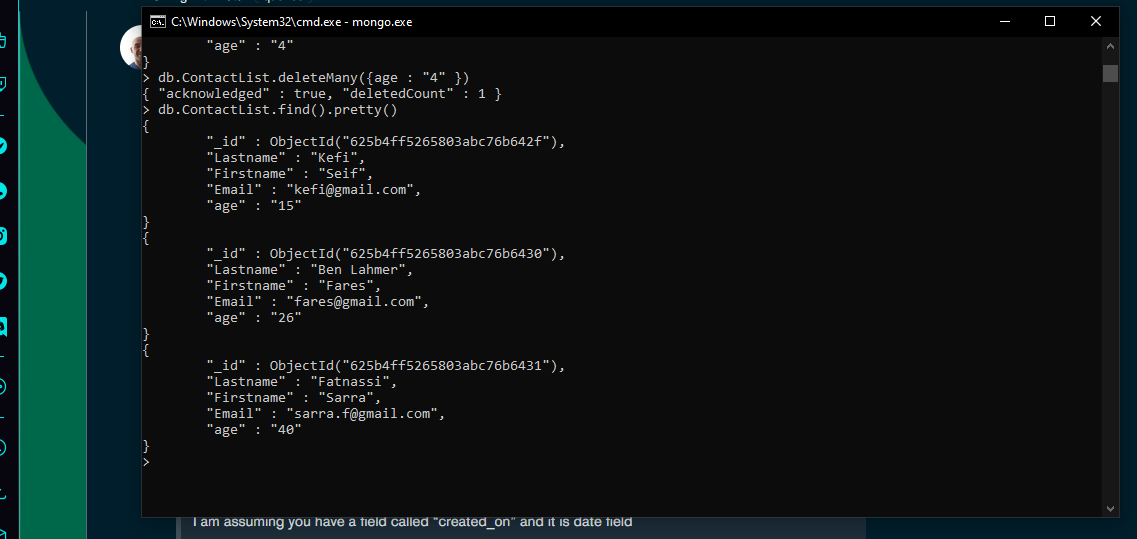 C:\Windows\System32\cmd.exe - mongo.exe
"age" : "4"
}
> db.ContactList.deleteMany({age : "4" })
{ "acknowledged" : true, "deletedCount" : 1 }
> db.ContactList.find().pretty()
{
"_id" : ObjectId("625b4ff5265803abc76b642f"),
"Lastname" : "Kefi",
"Firstname" : "Seif",
"Email" : "kefi@gmail.com",
"age" : "15"
}
{
"_id" : ObjectId("625b4ff5265803abc76b6430"),
"Lastname" : "Ben Lahmer",
"Firstname" : "Fares",
"Email" : "fares@gmail.com",
"age" : "26"
}
{
"_id" : ObjectId("625b4ff5265803abc76b6431"),
"Lastname" : "Fatnassi",
"Firstname" : "Sarra",
"Email" : "sarra.f@gmail.com",
"age" : "40"
}
>
I am assuming you have a field called "created_on" and it is date field